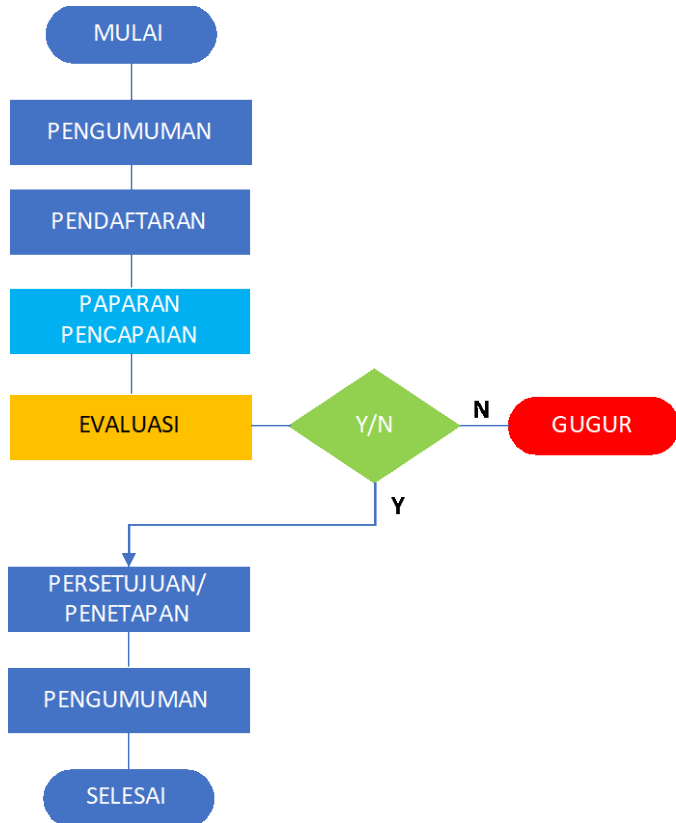 MULAI
PENGUMUMAN
PENDAFTARAN
PAPARAN
PENCAPAIAN
EVALUASI
Y/N
N
GUGUR
Y
PERSETUJUAN/
PENETAPAN
PENGUMUMAN
SELESAI